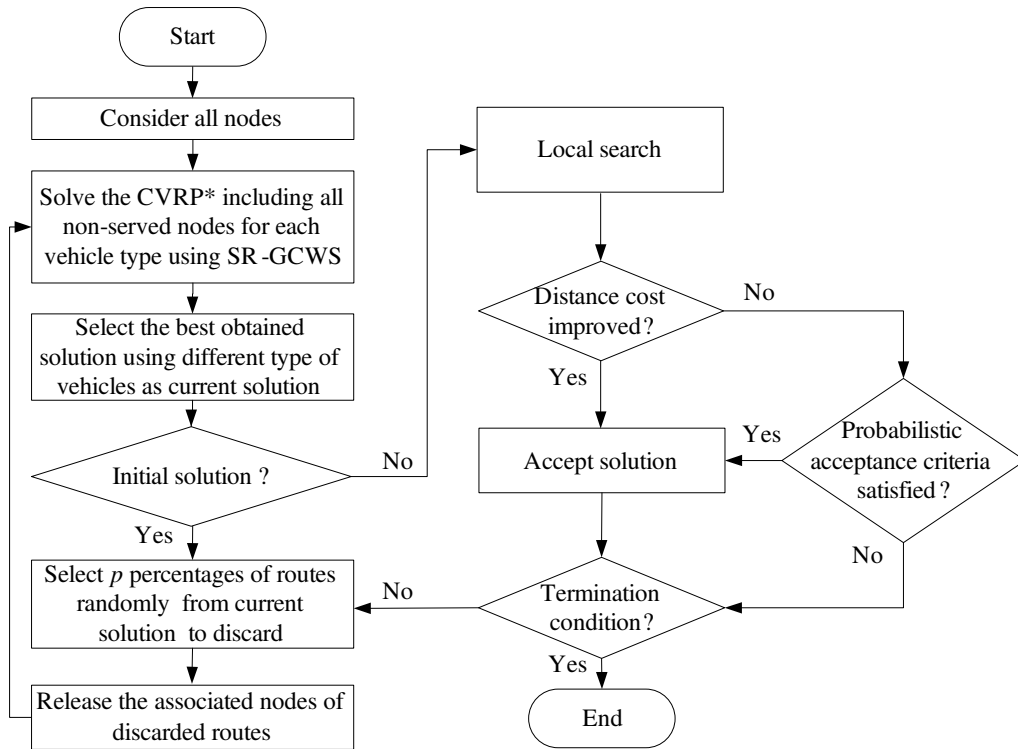 Start
Consider all nodes
Solve the CVRP* including all
non-served nodes for each
vehicle type using SR-GCWS
Select the best obtained
solution using different type of
vehicles as current solution
Initial solution ?
No
Yes
Select p percentages of routes
randomly from current
solution to discard
Release the associated nodes of
discarded routes
Local search
Distance cost
improved?
No
Yes
Probabilistic
acceptance criteria
satisfied?
Yes
No
Accept solution
Termination
condition?
No
Yes
End